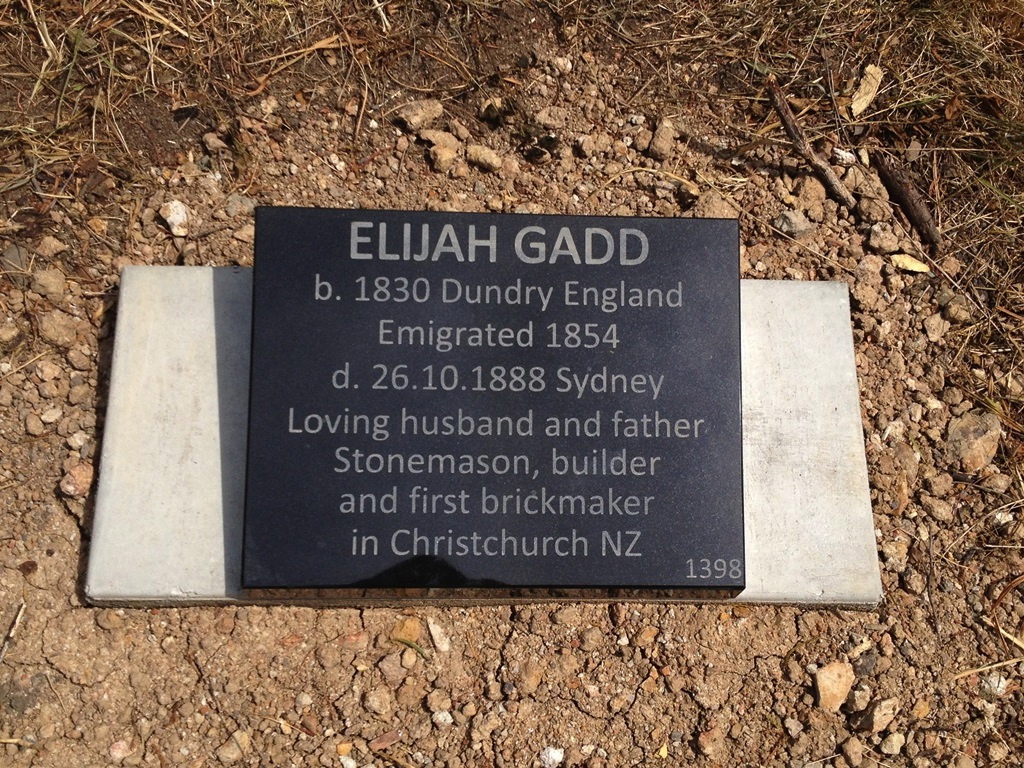 ELIJAH GADD
b. 1830 Dundry England
Emigrated 1854
d. 26.10.1888 Sydney
Loving husband and father
Stonemason, builder
and first brickmaker
in Christchurch NZ
1398